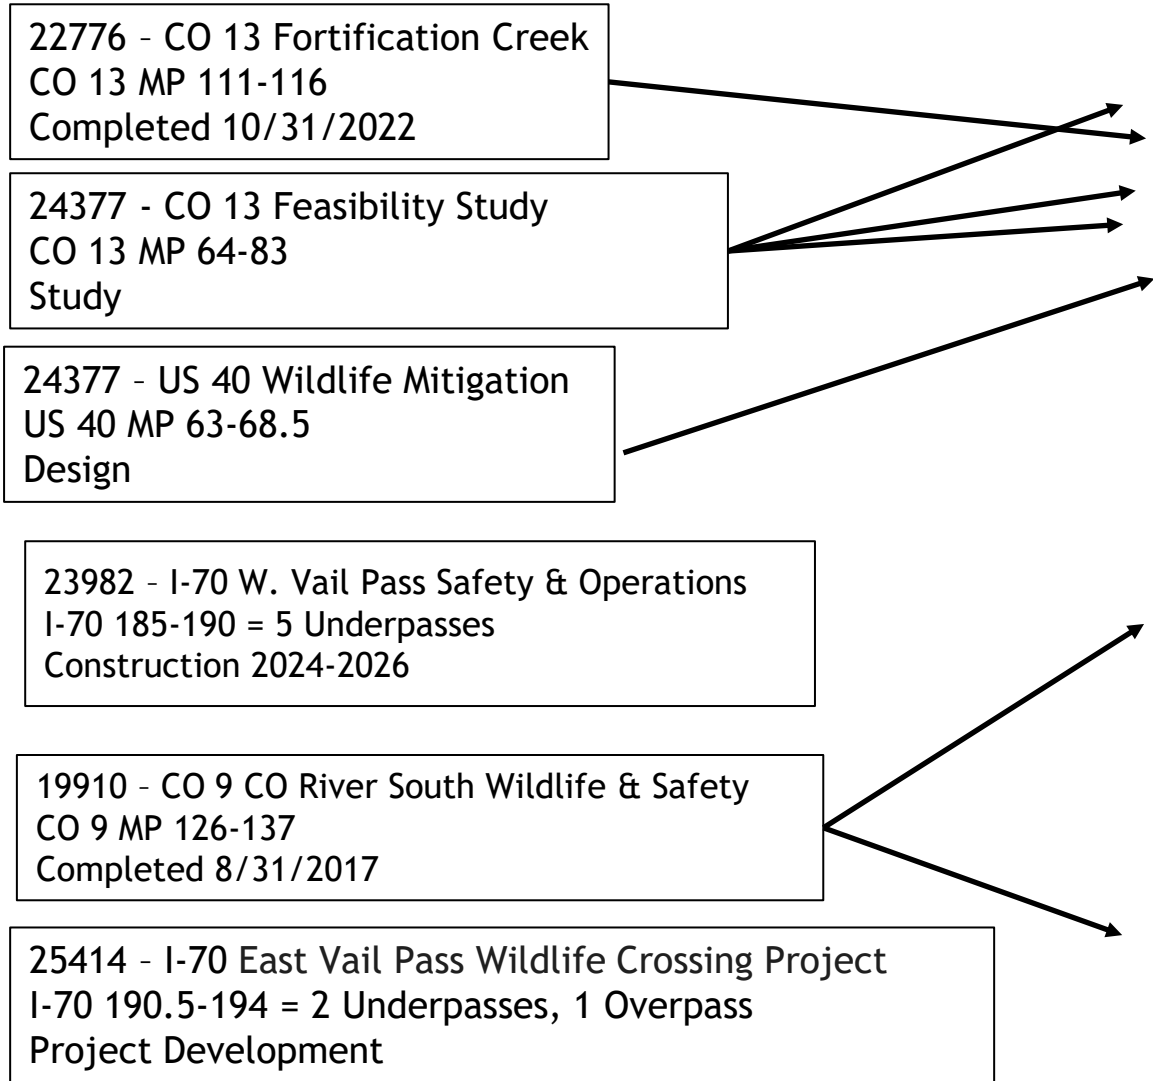 22776 – CO 13 Fortification Creek
CO 13 MP 111-116
Completed 10/31/2022
24377 - CO 13 Feasibility Study
CO 13 MP 64-83
Study
24377 – US 40 Wildlife Mitigation
US 40 MP 63-68.5
Design
23982 – I-70 W. Vail Pass Safety & Operations
I-70 185-190 = 5 Underpasses
Construction 2024-2026
19910 – CO 9 CO River South Wildlife & Safety
CO 9 MP 126-137
Completed 8/31/2017
25414 – I-70 East Vail Pass Wildlife Crossing Project
I-70 190.5-194 = 2 Underpasses, 1 Overpass
Project Development